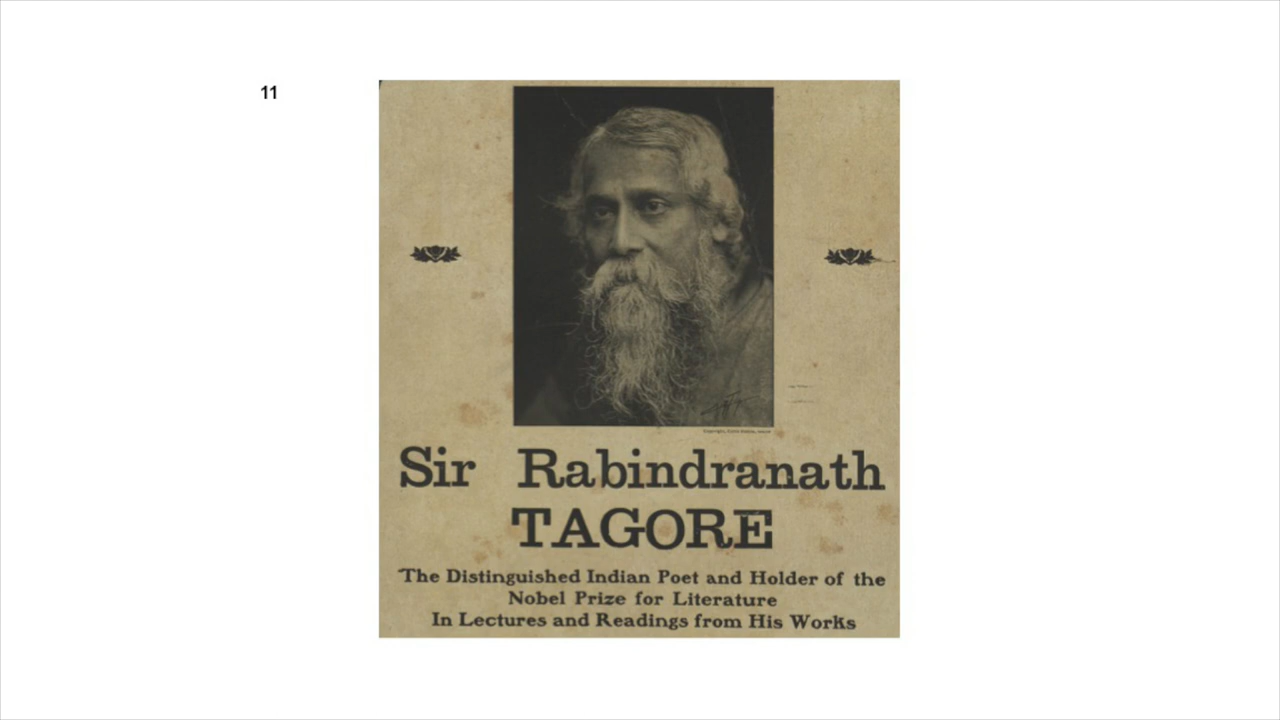 11
Sir Rabindranath
TAGORE
The Distinguished Indian Poet and Holder of the
Nobel Prize for Literature
In Lectures and Readings from His Works